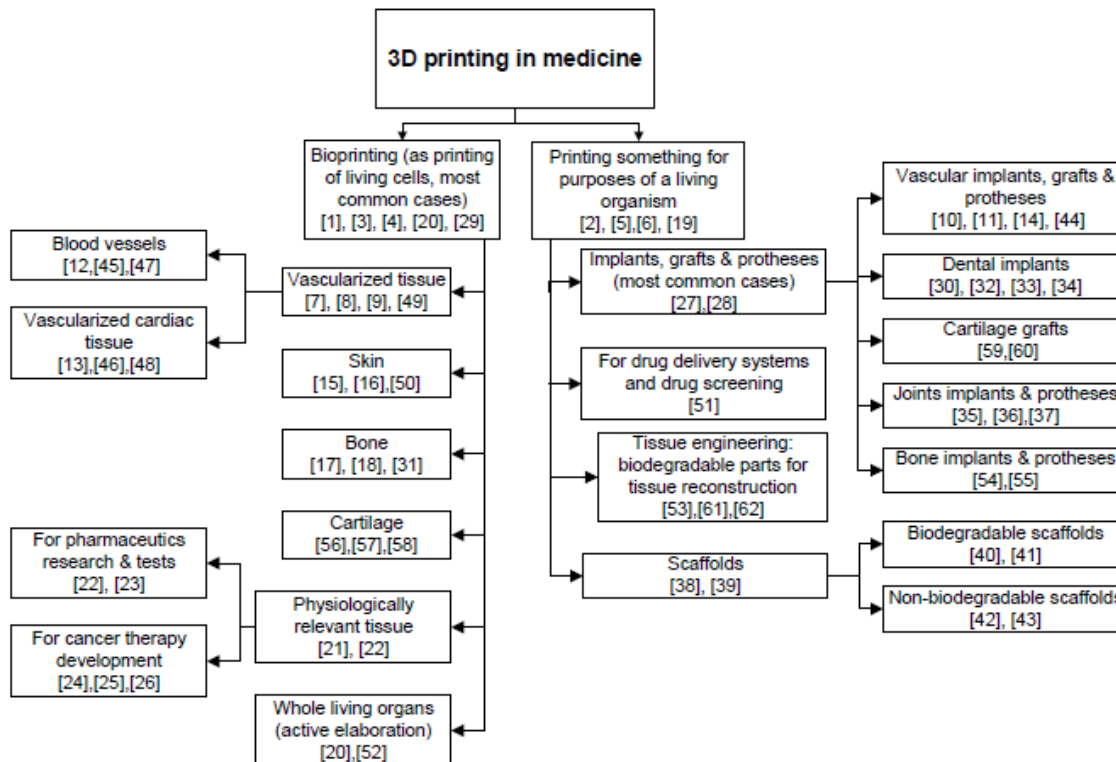 3D printing in medicine
Bioprinting (as printing
of living cells, most
common cases)
[1], [3], [4], [20], [29]
Printing something for
purposes of a living
organism
[2], [5],[6], [19]
Blood vessels
[12,[45],[47]
Vascularized cardiac
tissue
[13],[46],[48]
Vascularized tissue
[7], [8], [9], [49]
Skin
[15], [16],[50]
Bone
[17], [18], [31]
Cartilage
[56],[57],[58]
For pharmaceutics
research & tests
[22], [23]
For cancer therapy
development
[24],[25],[26]
Physiologically
relevant tissue
[21], [22]
Whole living organs
(active elaboration)
[20],[52]
Implants, grafts & protheses
(most common cases)
[27],[28]
For drug delivery systems
and drug screening
[51]
Tissue engineering:
biodegradable parts for
tissue reconstruction
[53],[61],[62]
Scaffolds
[38], [39]
Vascular implants, grafts &
protheses
[10], [11], [14], [44]
Dental implants
[30], [32], [33], [34]
Cartilage grafts
[59],[60]
Joints implants & protheses
[35], [36],[37]
Bone implants & protheses
[54],[55]
Biodegradable scaffolds
[40], [41]
Non-biodegradable scaffolds
[42], [43]